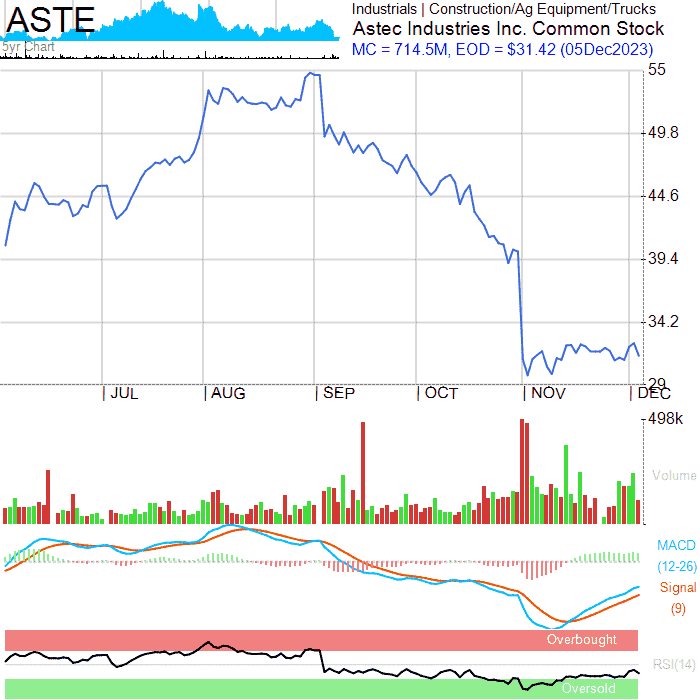 ASTE
5yr Chart
Industrials | Construction/Ag Equipment/Trucks
Astec Industries Inc. Common Stock
MC = 714.5M, EOD = $31.42 (05Dec2023)
55
49.8
44.6
39.4
34.2
29
JUL
AUG
SEP
OCT
NOV
DEC
498k
Volume
MACD
(12-26)
Signal
(9)
Overbought
RSI(14)
Oversold